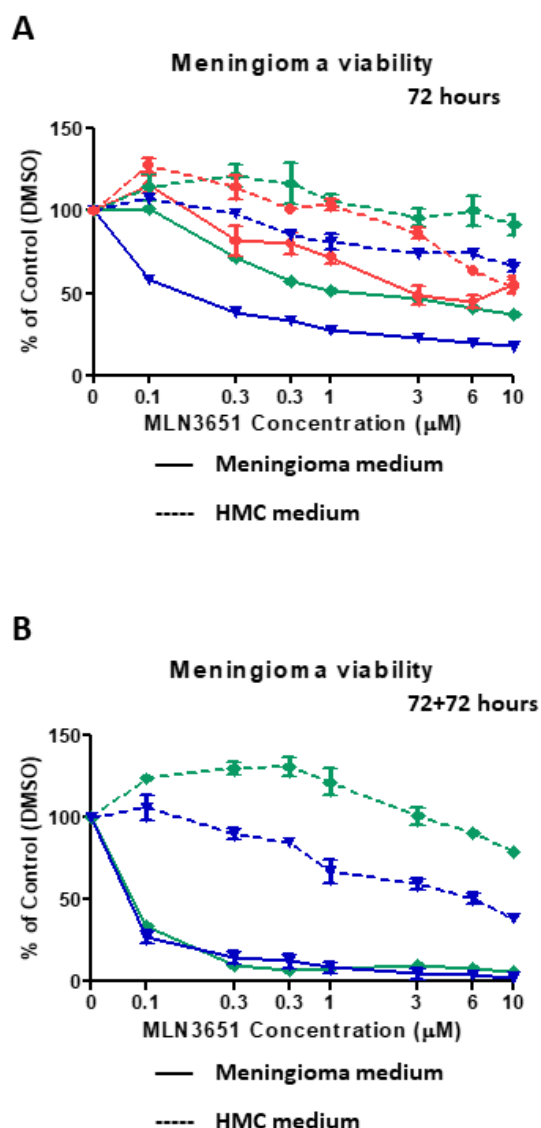 A
Meningioma viability
72 hours
% of Control (DMSO)
150
100
50
0
0 0.1 0.3 0.3 1 3 6 10
MLN3651 Concentration (μM)
Meningioma medium
HMC medium
B
Meningioma viability
72+72 hours
% of Control (DMSO)
150
100
50
0
0 0.1 0.3 0.3 1 3 6 10
MLN3651 Concentration (μM)
Meningioma medium
HMC medium